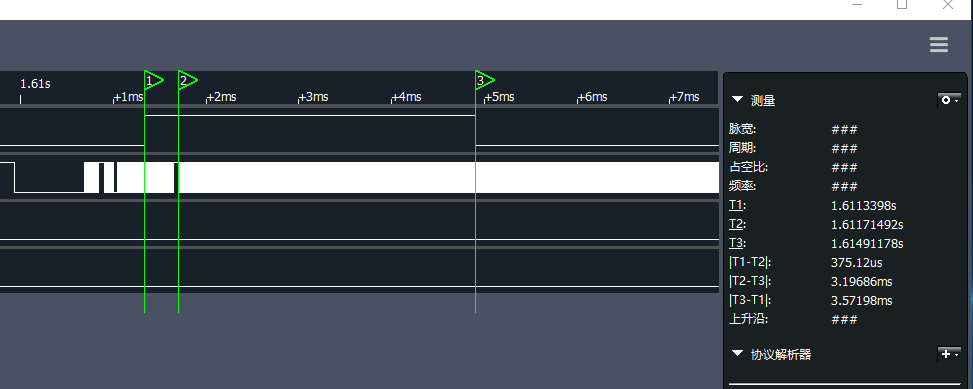 1.61s
1
2
3
+1ms
+2ms
+3ms
+4ms
+5ms
+6ms
+7ms
测量
脉宽: ###
周期: ###
占空比: ###
频率: ###
T1: 1.6113398s
T2: 1.61171492s
T3: 1.61491178s
|T1-T2|: 375.12us
|T2-T3|: 3.19686ms
|T3-T1|: 3.57198ms
上升沿: ###
协议解析器